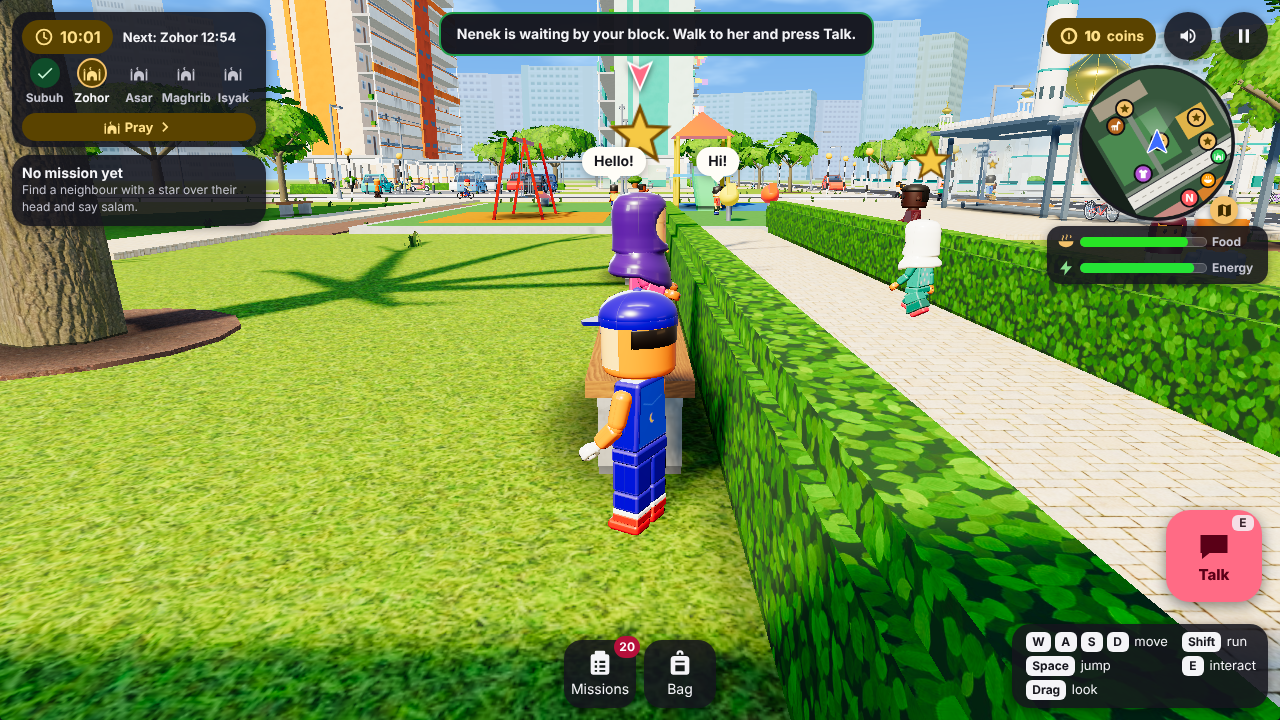 10:01
Next: Zohor 12:54
Subuh
Zohor
Asar
Maghrib
Isyak
Pray
No mission yet
Find a neighbour with a star over their
head and say salam.
Nenek is waiting by your block. Walk to her and press Talk.
Hello!
Hi!
10 coins
N
Food
Energy
E
Talk
20
Missions
Bag
W A S D move
Shift run
Space jump
E interact
Drag look